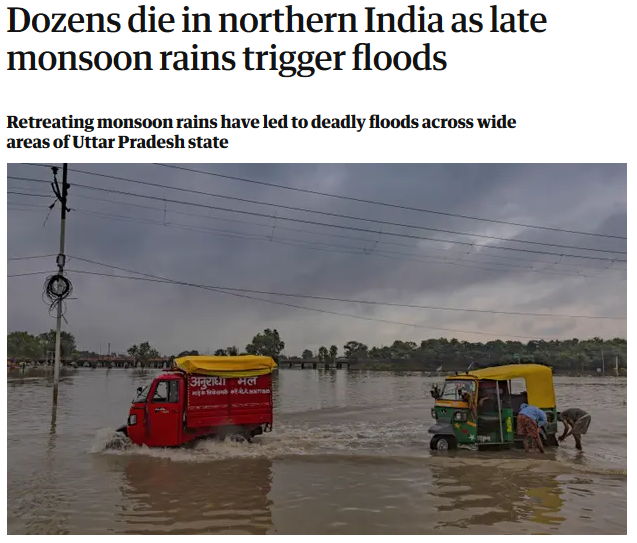 Dozens die in northern India as late
monsoon rains trigger floods
Retreating monsoon rains have led to deadly floods across wide
areas of Uttar Pradesh state
अनुराधा